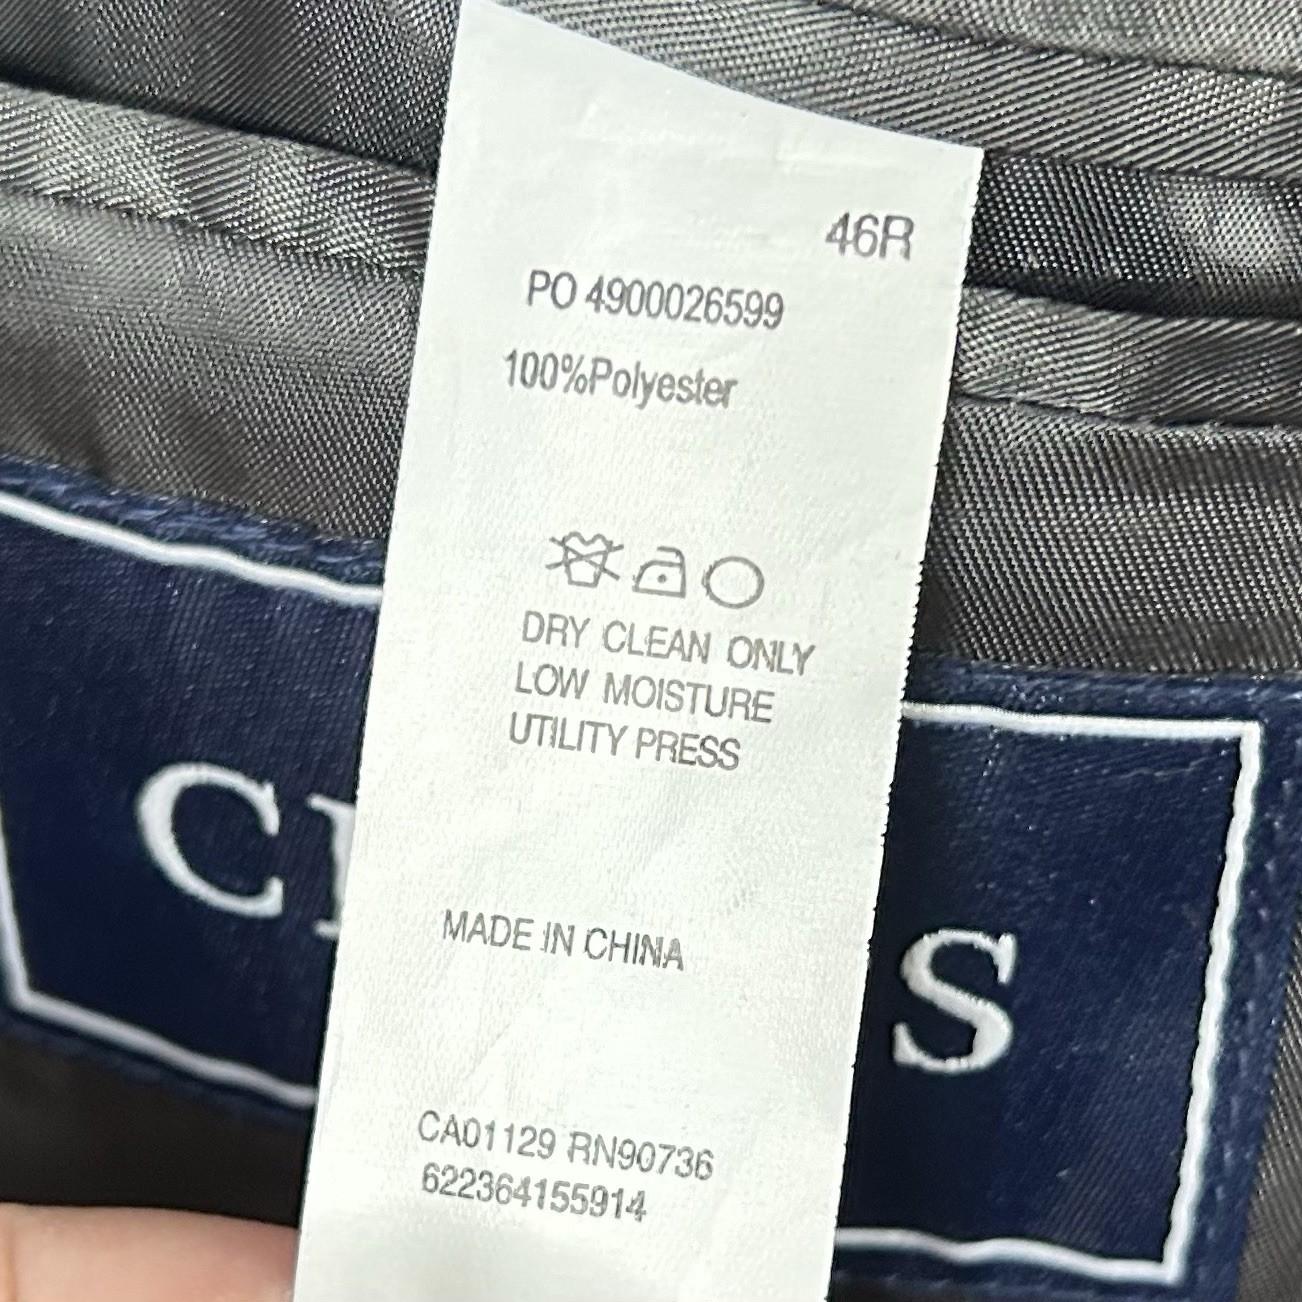 46R
PO 4900026599
100%Polyester
DRY CLEAN ONLY
LOW MOISTURE
UTILITY PRESS
MADE IN CHINA
CA01129 RN90736
622364155914